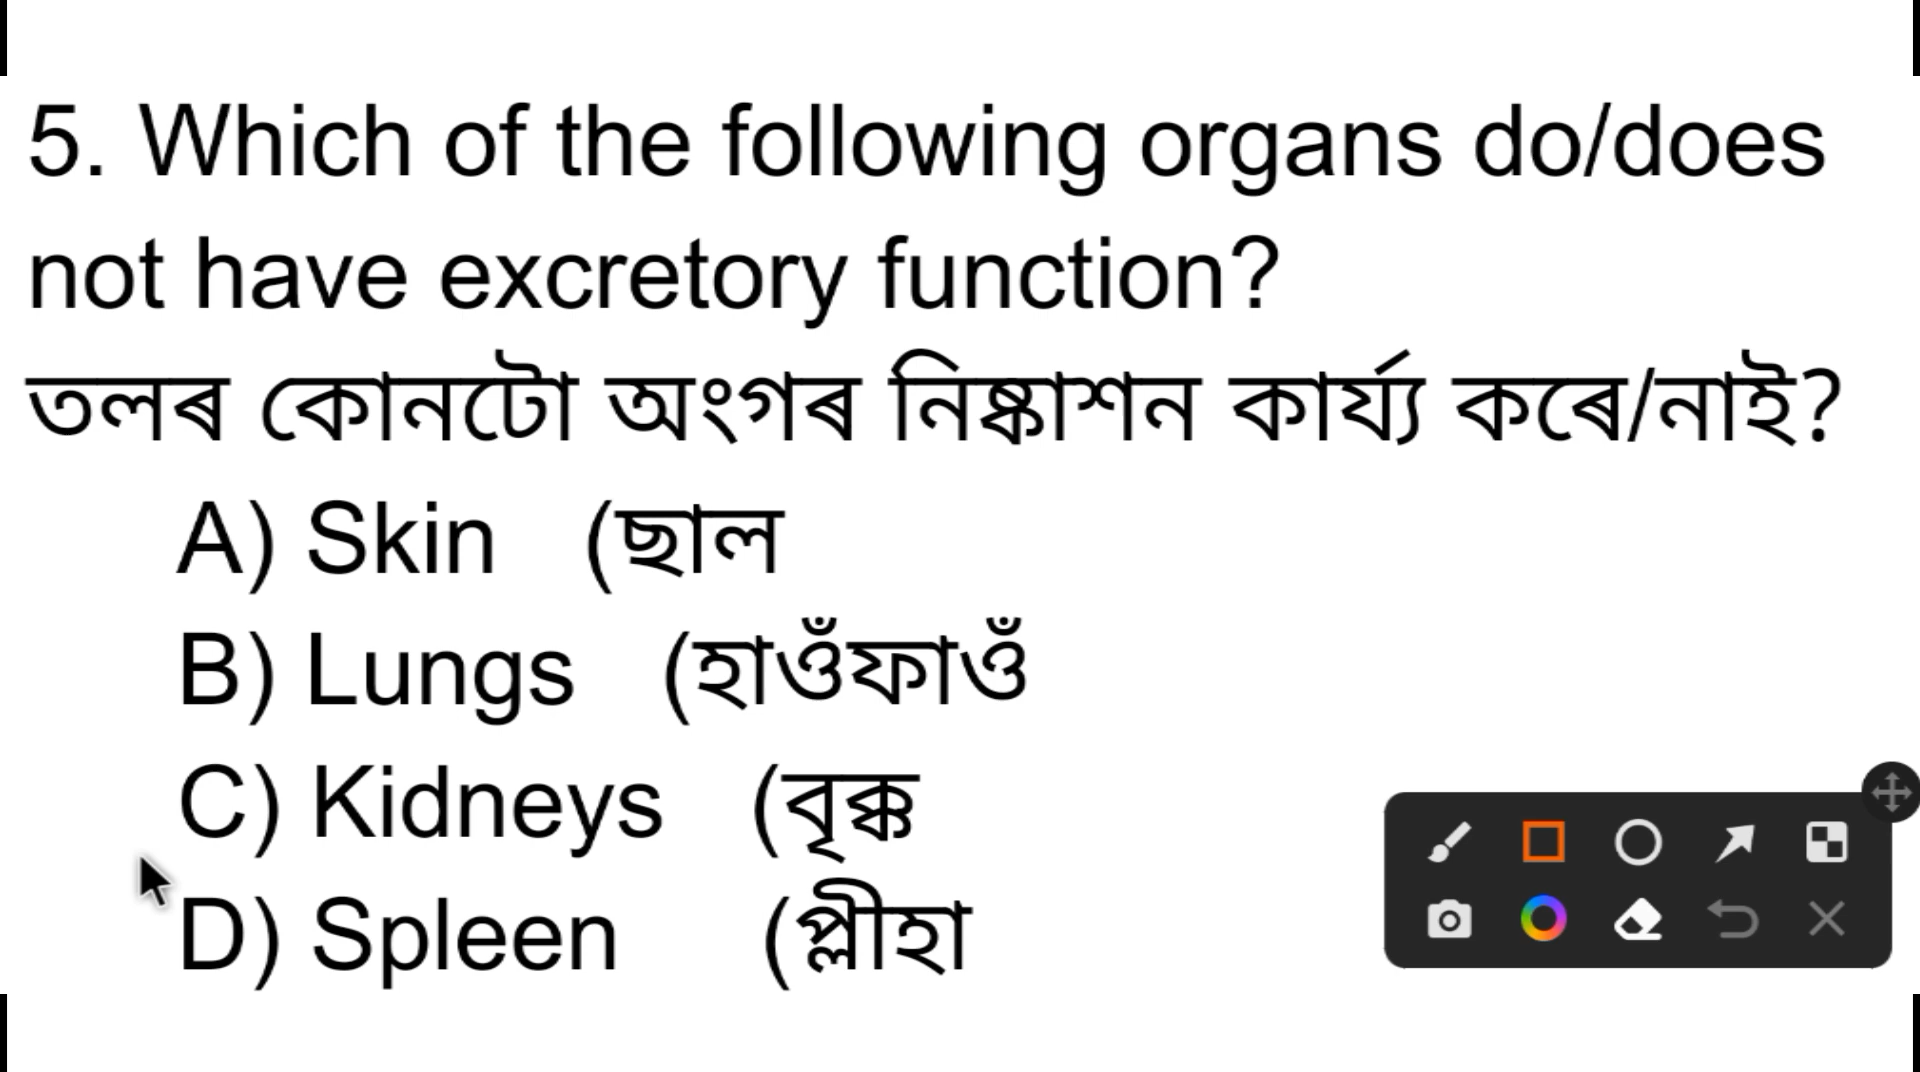 5. Which of the following organs do/does
not have excretory function?
তলৰ কোনটো অংগৰ নিষ্কাশন কাৰ্য্য কৰে/নাই?
A) Skin (ছাল
B) Lungs (হাওঁফাওঁ
C) Kidneys (বৃক্ক
D) Spleen (প্লীহা